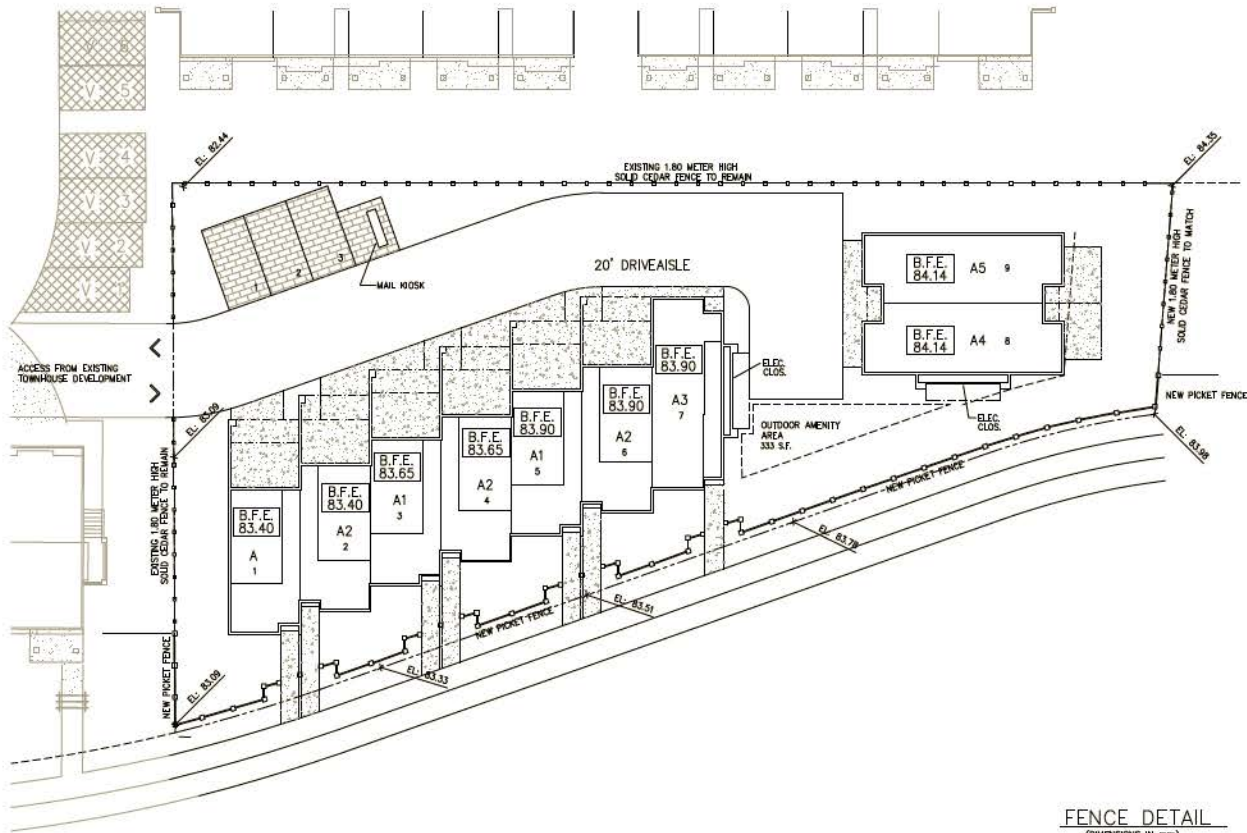 V 6
V 5
V 4
V 3
V 2
V 1
EL: 82.44
EXISTING 1.80 METER HIGH
SOLID CEDAR FENCE TO REMAIN
EL: 84.35
1
2
3
MAIL KIOSK
20' DRIVEAISLE
B.F.E.
84.14
A5 9
B.F.E.
84.14
A4 8
NEW 1.80 METER HIGH
SOLID CEDAR FENCE TO MATCH
ACCESS FROM EXISTING
TOWNHOUSE DEVELOPMENT
EL: 83.09
ELEC.
CLOS.
NEW PICKET FENCE
ELEC.
CLOS.
OUTDOOR AMENITY
AREA
333 S.F.
EL: 83.98
B.F.E.
83.90
A3
7
B.F.E.
83.90
A2
6
B.F.E.
83.90
A1
5
B.F.E.
83.65
A2
4
B.F.E.
83.65
A1
3
B.F.E.
83.40
A2
2
B.F.E.
83.40
A
1
EXISTING 1.80 METER HIGH
SOLID CEDAR FENCE TO REMAIN
NEW PICKET FENCE
EL: 83.78
EL: 83.51
NEW PICKET FENCE
EL: 83.33
NEW PICKET FENCE
EL: 83.09
FENCE DETAIL
(DIMENSIONS IN mm)